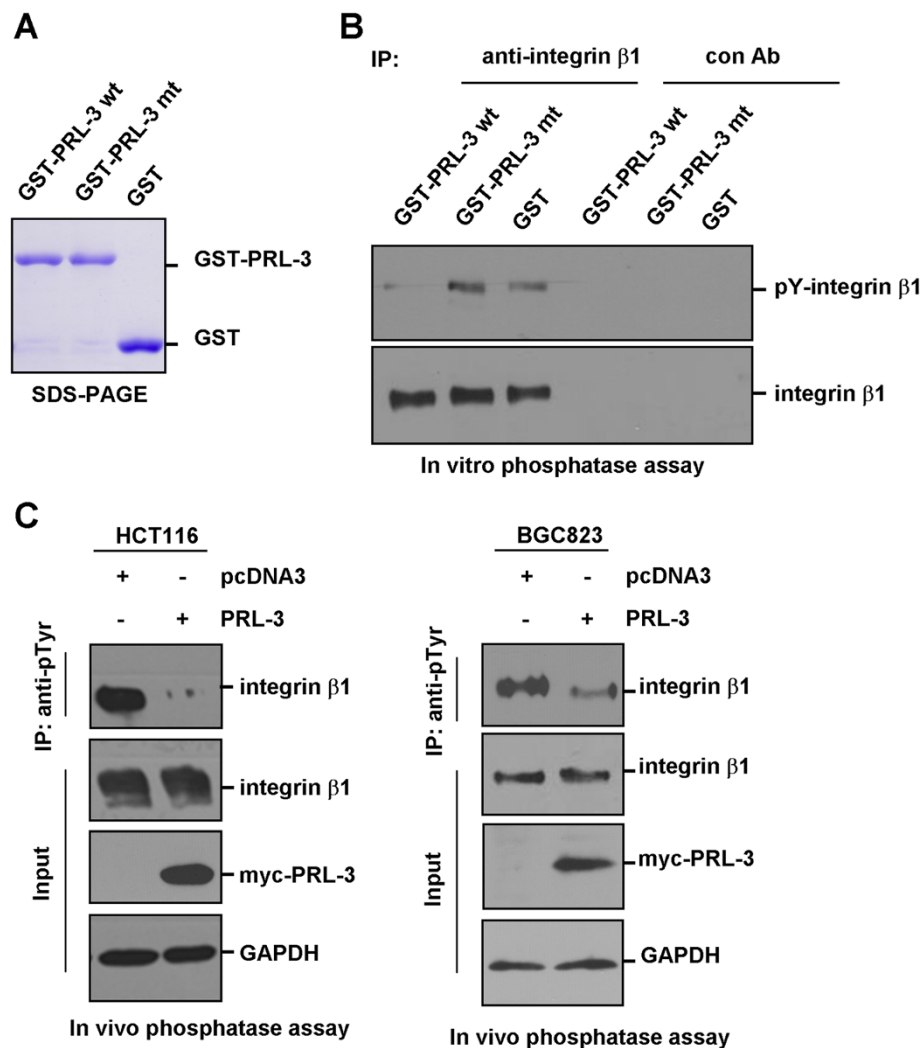 A
GST-PRL-3 wt
GST-PRL-3 mt
GST
GST-PRL-3
GST
SDS-PAGE
B
IP: anti-integrin β1 con Ab
GST-PRL-3 wt
GST-PRL-3 mt
GST
GST-PRL-3 wt
GST-PRL-3 mt
GST
pY-integrin β1
integrin β1
In vitro phosphatase assay
C
HCT116
+ - pcDNA3
- + PRL-3
IP: anti-pTyr
integrin β1
Input
integrin β1
myc-PRL-3
GAPDH
In vivo phosphatase assay
BGC823
+ - pcDNA3
- + PRL-3
IP: anti-pTyr
integrin β1
Input
integrin β1
myc-PRL-3
GAPDH
In vivo phosphatase assay